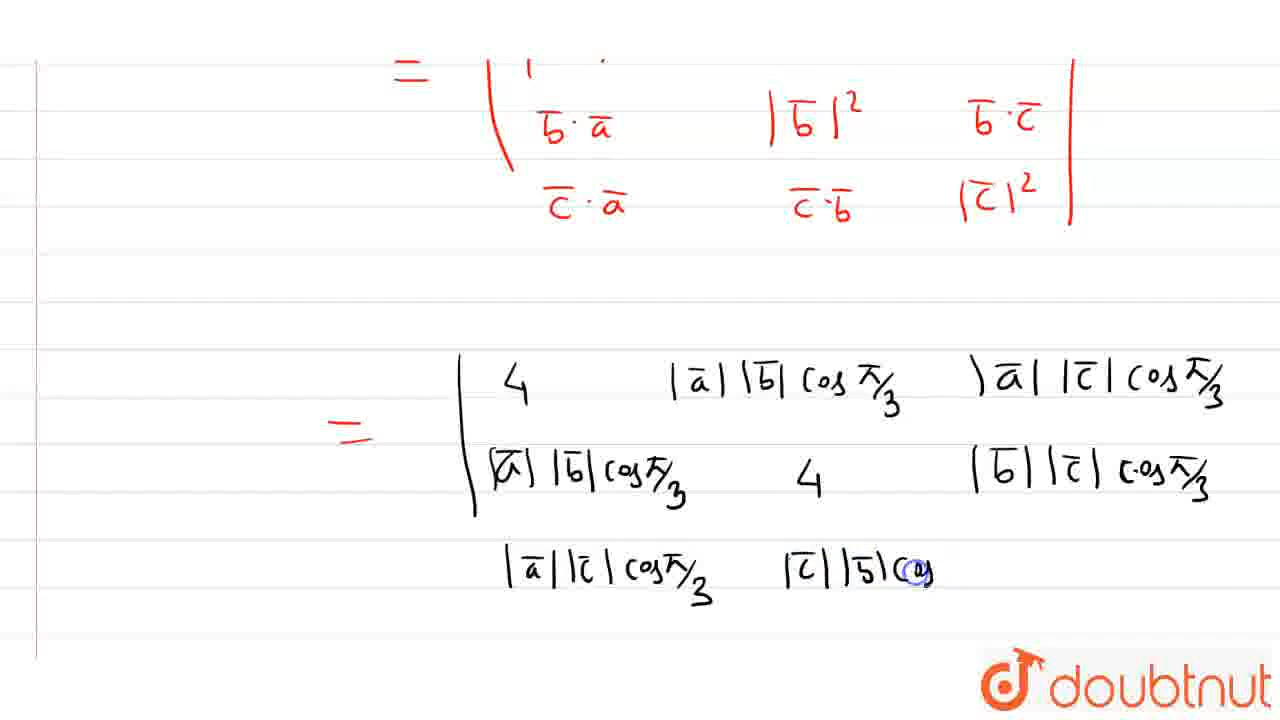 =
b̅ · a̅ |b̅|² b̅ · c̅
c̅ · a̅ c̅ · b̅ |c̅|²
= | 4 |a̅| |b̅| cos π/3 |a̅| |c̅| cos π/3
|a̅| |b̅| cos π/3 4 |b̅| |c̅| cos π/3
|a̅| |c̅| cos π/3 |c̅| |b̅| cos
doubtnut